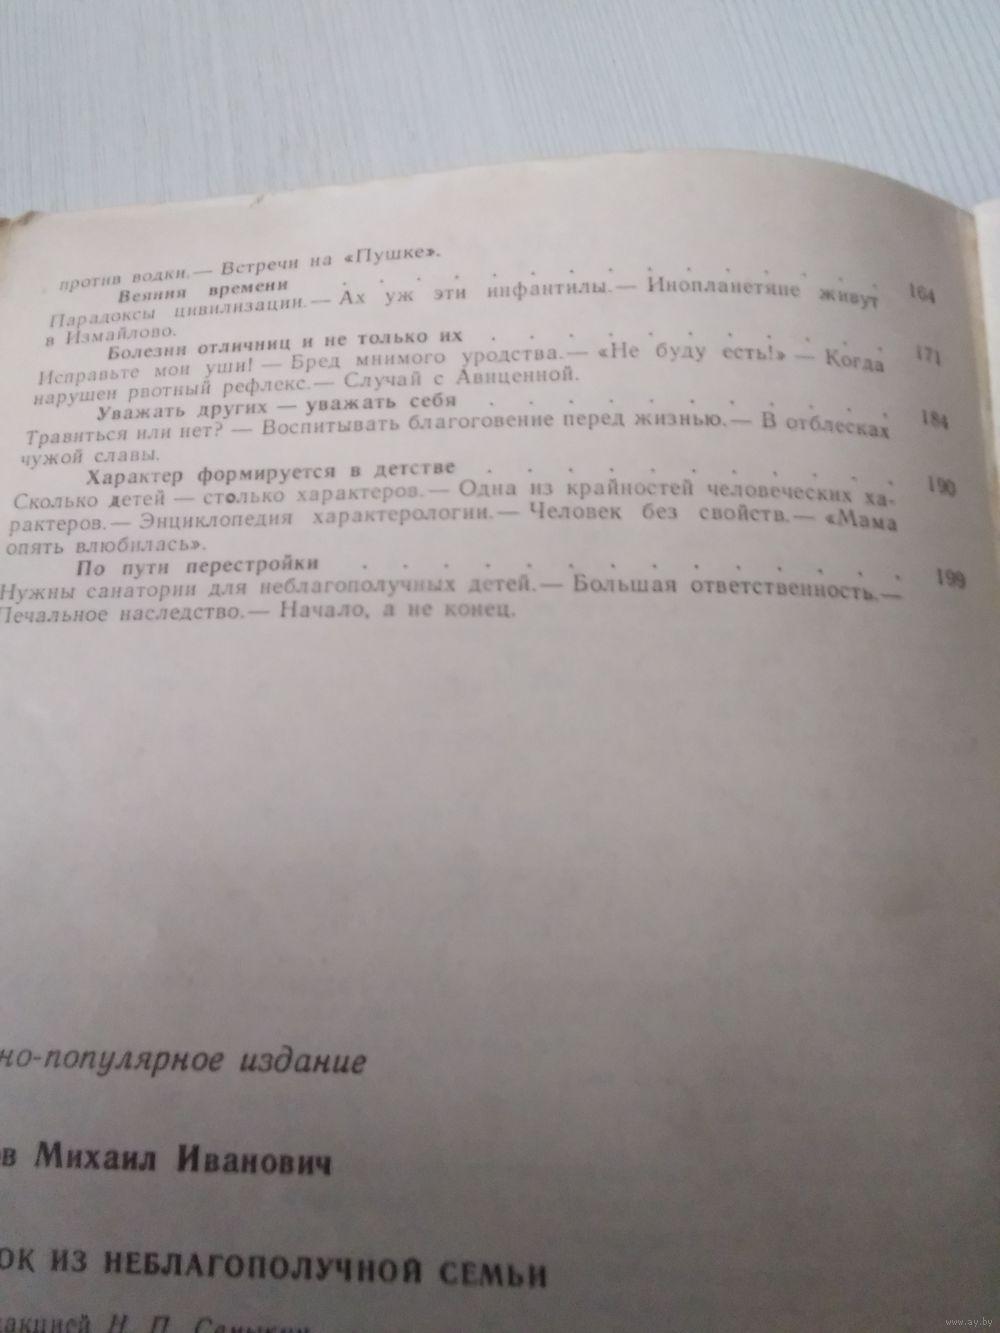 против водки.— Встречи на «Пушке».
Веяния времени . . . . . . . . . . 164
Парадоксы цивилизации.— Ах уж эти инфантилы.— Инопланетяне живут
в Измайлово.
Болезни отличниц и не только их . . . . . . . . 171
Исправьте мои уши! — Бред мнимого уродства.— «Не буду есть!» — Когда
нарушен рвотный рефлекс.— Случай с Авиценной.
Уважать других — уважать себя . . . . . . . . 184
Травиться или нет? — Воспитывать благоговение перед жизнью.— В отблесках
чужой славы.
Характер формируется в детстве . . . . . . . . 190
Сколько детей — столько характеров.— Одна из крайностей человеческих ха-
рактеров.— Энциклопедия характерологии.— Человек без свойств.— «Мама
опять влюбилась».
По пути перестройки . . . . . . . . . . 199
Нужны санатории для неблагополучных детей.— Большая ответственность.—
Печальное наследство.— Начало, а не конец.
но-популярное издание
ов Михаил Иванович
ОК ИЗ НЕБЛАГОПОЛУЧНОЙ СЕМЬИ
дакцией Н. П.
www.ay.by